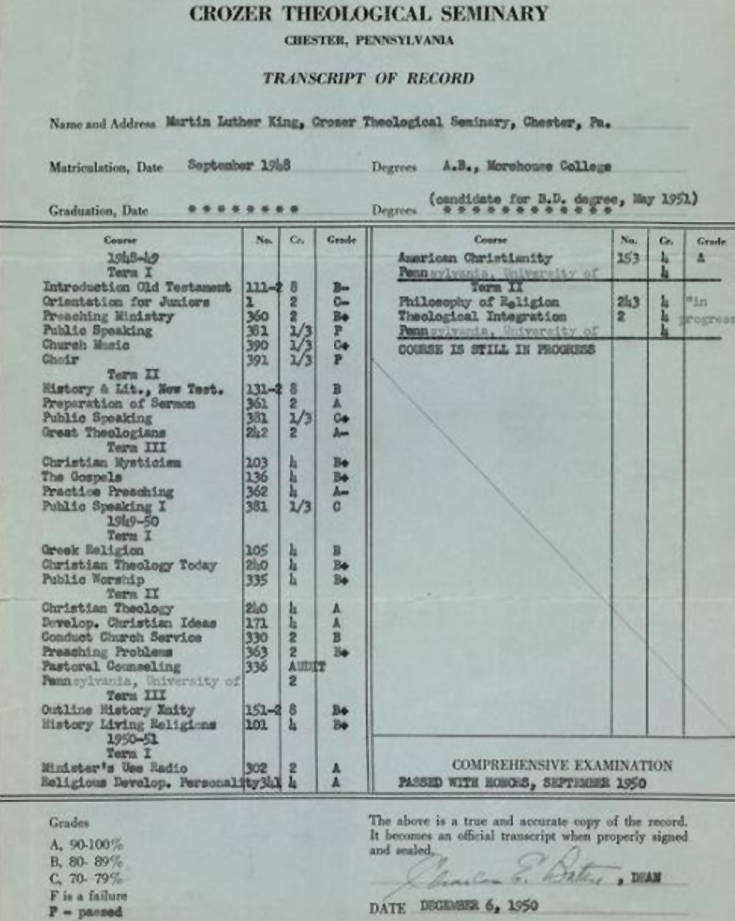 CROZER THEOLOGICAL SEMINARY
CHESTER, PENNSYLVANIA
TRANSCRIPT OF RECORD
Name and Address Martin Luther King, Crozer Theological Seminary, Chester, Pa.
Matriculation, Date September 1948 Degrees A.B., Morehouse College
(candidate for B.D. degree, May 1951)
Graduation, Date * * * * * * * * Degrees * * * * * * * * * * * *
Course No. Cr. Grade
1948-49
Term I
Introduction Old Testament 111-2 8 B-
Orientation for Juniors 1 2 C-
Preaching Ministry 360 2 B+
Public Speaking 381 1/3 P
Church Music 390 1/3 C+
Choir 391 1/3 P
Term II
History & Lit., New Test. 131-2 8 B
Preparation of Sermon 361 2 A
Public Speaking 381 1/3 C+
Great Theologians 242 2 A-
Term III
Christian Mysticism 103 4 B+
The Gospels 136 4 B+
Practice Preaching 362 4 A-
Public Speaking I 381 1/3 C
1949-50
Term I
Greek Religion 105 4 B
Christian Theology Today 240 4 B+
Public Worship 335 4 B+
Term II
Christian Theology 240 4 A
Develop. Christian Ideas 171 4 A
Conduct Church Service 330 2 B
Preaching Problems 363 2 B+
Pastoral Counseling 336 AUDIT
Pennsylvania, University of 2
Term III
Outline History Xnity 151-2 8 B+
History Living Religions 101 4 B+
1950-51
Term I
Minister's Use Radio 302 2 A
Religious Develop. Personality 341 4 A
Course No. Cr. Grade
American Christianity 153 4 A
Pennsylvania, University of 4
Term II
Philosophy of Religion 243 4 "in
Theological Integration 2 4 progress
Pennsylvania, University of 4
COURSE IS STILL IN PROGRESS
COMPREHENSIVE EXAMINATION
PASSED WITH HONORS, SEPTEMBER 1950
Grades
A, 90-100%
B, 80- 89%
C, 70- 79%
F is a failure
P - passed
The above is a true and accurate copy of the record.
It becomes an official transcript when properly signed
and sealed.
Charles E. Batten, DEAN
DATE DECEMBER 6, 1950